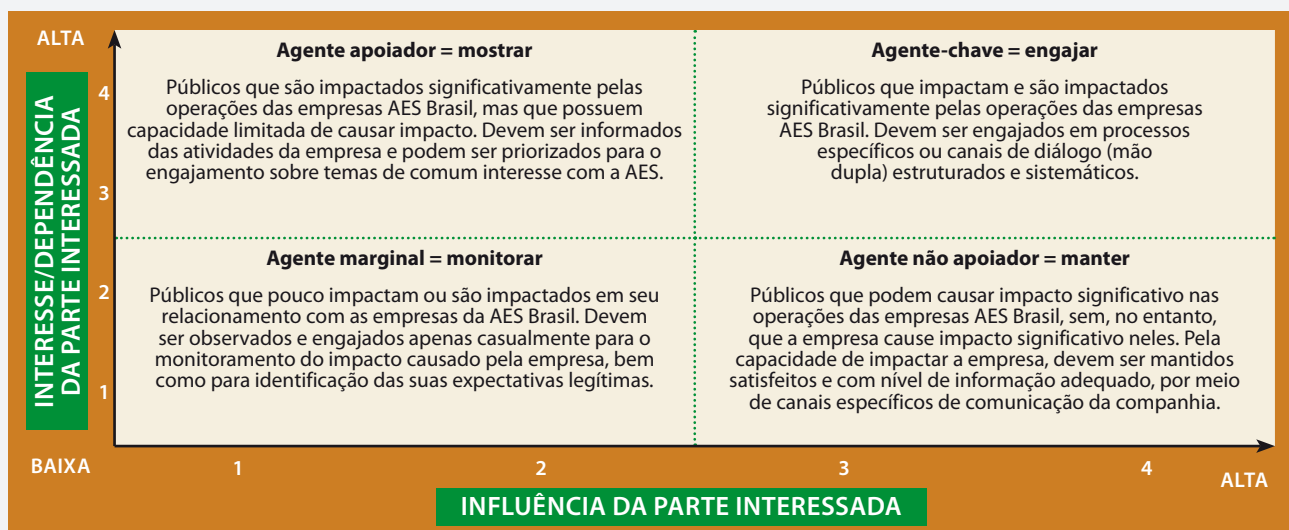 ALTA
INTERESSE/DEPENDÊNCIA
DA PARTE INTERESSADA
4
3
2
1
Agente apoiador = mostrar
Públicos que são impactados significativamente pelas
operações das empresas AES Brasil, mas que possuem
capacidade limitada de causar impacto. Devem ser informados
das atividades da empresa e podem ser priorizados para o
engajamento sobre temas de comum interesse com a AES.
Agente-chave = engajar
Públicos que impactam e são impactados
significativamente pelas operações das empresas
AES Brasil. Devem ser engajados em processos
específicos ou canais de diálogo (mão
dupla) estruturados e sistemáticos.
Agente marginal = monitorar
Públicos que pouco impactam ou são impactados em seu
relacionamento com as empresas da AES Brasil. Devem
ser observados e engajados apenas casualmente para o
monitoramento do impacto causado pela empresa, bem
como para identificação das suas expectativas legítimas.
Agente não apoiador = manter
Públicos que podem causar impacto significativo nas
operações das empresas AES Brasil, sem, no entanto,
que a empresa cause impacto significativo neles. Pela
capacidade de impactar a empresa, devem ser mantidos
satisfeitos e com nível de informação adequado, por meio
de canais específicos de comunicação da companhia.
BAIXA
1
2
3
4
ALTA
INFLUÊNCIA DA PARTE INTERESSADA